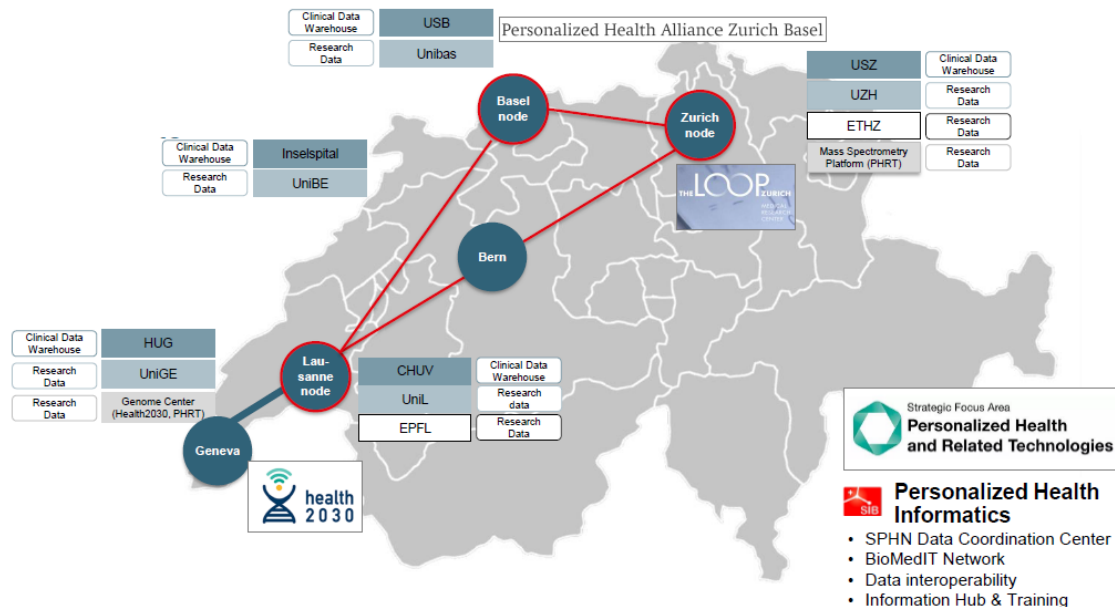 Clinical Data
Warehouse
USB
Research
Data
Unibas
Personalized Health Alliance Zurich Basel
USZ
Clinical Data
Warehouse
UZH
Research
Data
ETHZ
Research
Data
Mass Spectrometry
Platform (PHRT)
Research
Data
Basel
node
Zurich
node
Clinical Data
Warehouse
Inselspital
Research
Data
UniBE
THE LOOP ZURICH
MEDICAL
RESEARCH
CENTER
Bern
Clinical Data
Warehouse
HUG
Research
Data
UniGE
Research
Data
Genome Center
(Health2030, PHRT)
Lau-
sanne
node
CHUV
Clinical Data
Warehouse
UniL
Research
data
EPFL
Research
Data
Geneva
health
2030
Strategic Focus Area
Personalized Health
and Related Technologies
SIB
Personalized Health
Informatics
• SPHN Data Coordination Center
• BioMedIT Network
• Data interoperability
• Information Hub & Training